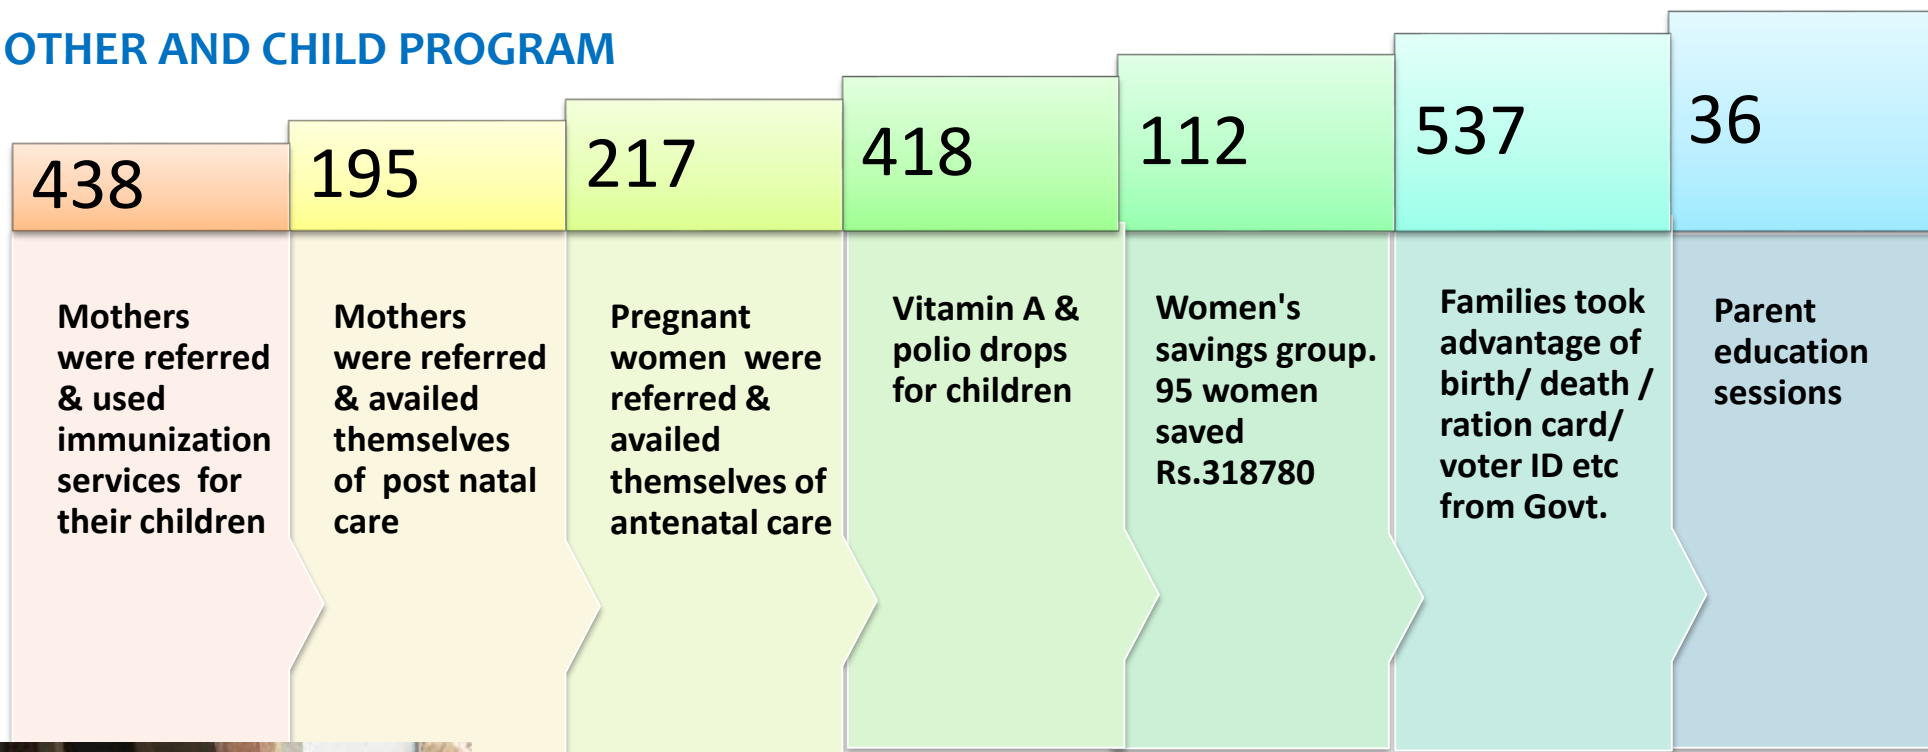 OTHER AND CHILD PROGRAM
438
Mothers
were referred
& used
immunization
services for
their children
195
Mothers
were referred
& availed
themselves
of post natal
care
217
Pregnant
women were
referred &
availed
themselves of
antenatal care
418
Vitamin A &
polio drops
for children
112
Women's
savings group.
95 women
saved
Rs.318780
537
Families took
advantage of
birth/ death /
ration card/
voter ID etc
from Govt.
36
Parent
education
sessions